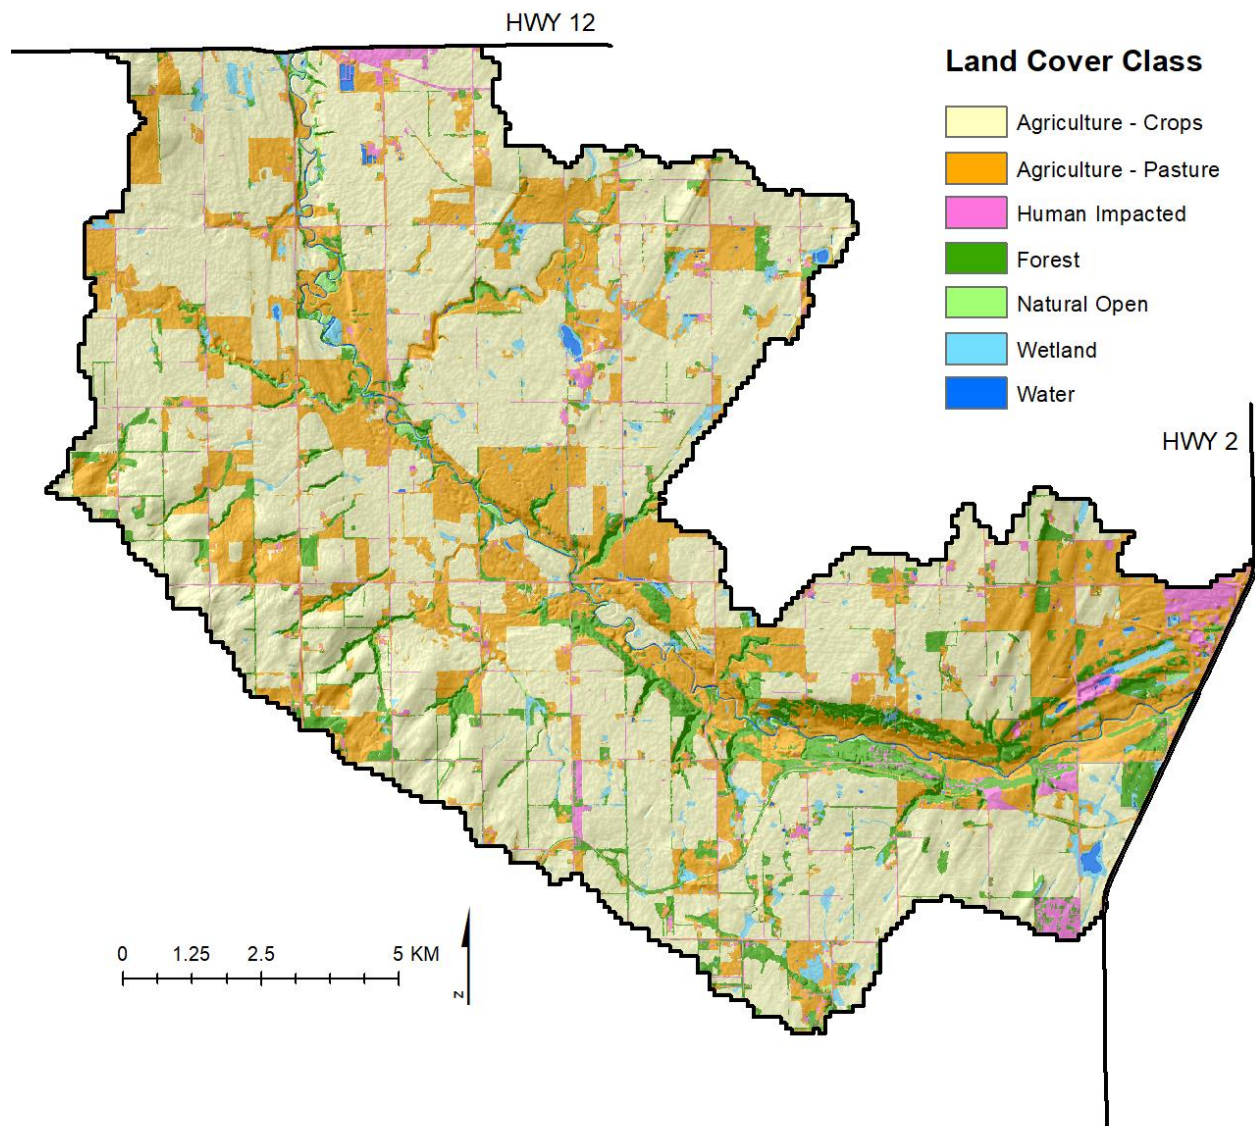 HWY 12
Land Cover Class
Agriculture - Crops
Agriculture - Pasture
Human Impacted
Forest
Natural Open
Wetland
Water
HWY 2
0 1.25 2.5 5 KM
N